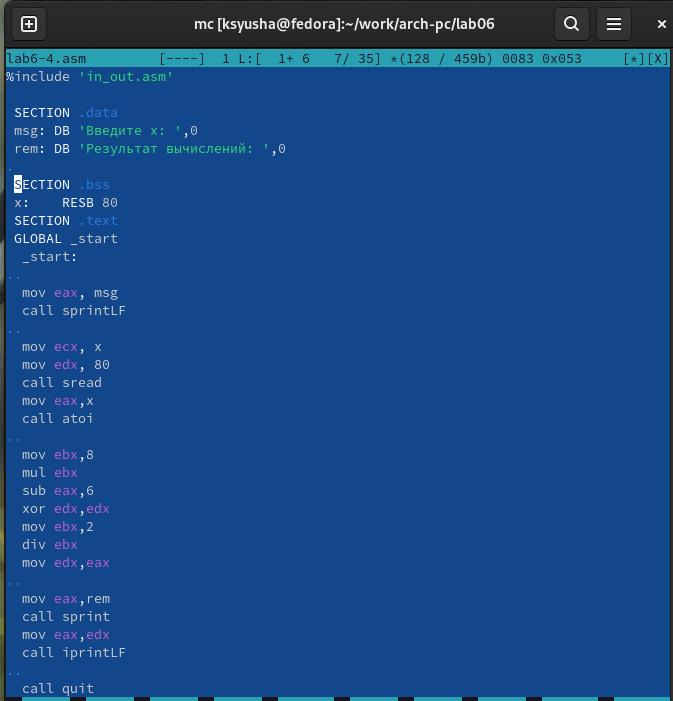 mc [ksyusha@fedora]:~/work/arch-pc/lab06
lab6-4.asm [----] 1 L:[ 1+ 6 7/ 35] *(128 / 459b) 0083 0x053 [*][X]
%include 'in_out.asm'
SECTION .data
msg: DB 'Введите x: ',0
rem: DB 'Результат вычислений: ',0
.
SECTION .bss
x: RESB 80
SECTION .text
GLOBAL _start
_start:
..
mov eax, msg
call sprintLF
..
mov ecx, x
mov edx, 80
call sread
mov eax,x
call atoi
..
mov ebx,8
mul ebx
sub eax,6
xor edx,edx
mov ebx,2
div ebx
mov edx,eax
..
mov eax,rem
call sprint
mov eax,edx
call iprintLF
..
call quit